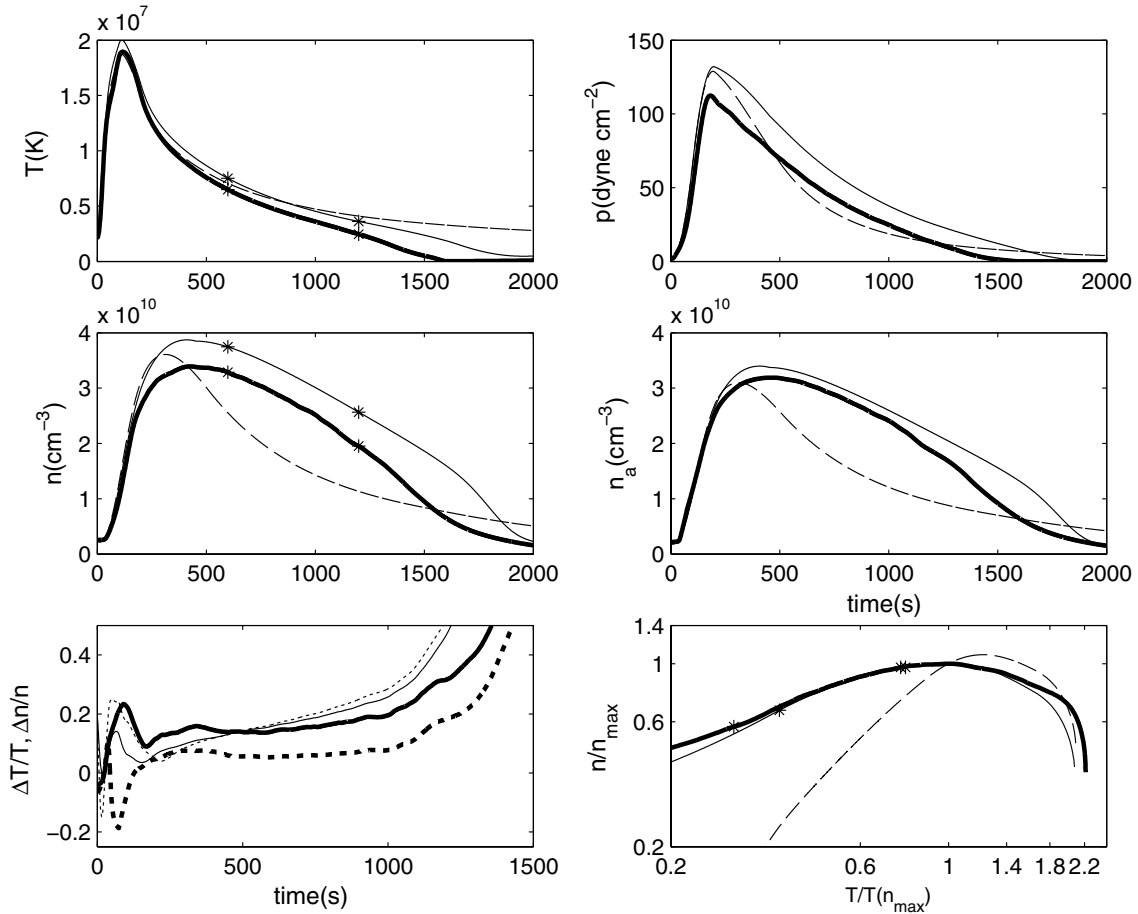 x 10^7
2
1.5
1
0.5
0
T(K)
0 500 1000 1500 2000
150
100
50
0
p(dyne cm^−2)
0 500 1000 1500 2000
x 10^10
4
3
2
1
0
n(cm^−3)
0 500 1000 1500 2000
x 10^10
4
3
2
1
0
n_a(cm^−3)
0 500 1000 1500 2000
time(s)
0.4
0.2
0
−0.2
ΔT/T, Δn/n
0 500 1000 1500
time(s)
1.4
1
0.6
0.2
n/n_max
0.2 0.6 1 1.4 1.8 2.2
T/T(n_max)